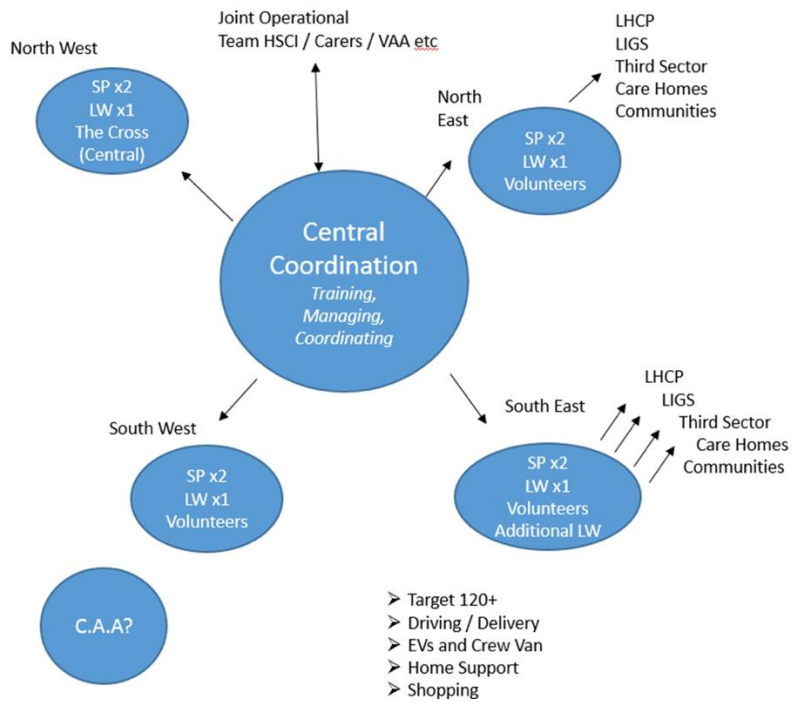 Joint Operational
Team HSCI / Carers / VAA etc
North West
SP x2
LW x1
The Cross
(Central)
North
East
SP x2
LW x1
Volunteers
LHCP
LIGS
Third Sector
Care Homes
Communities
Central
Coordination
Training,
Managing,
Coordinating
South West
SP x2
LW x1
Volunteers
South East
SP x2
LW x1
Volunteers
Additional LW
LHCP
LIGS
Third Sector
Care Homes
Communities
C.A.A?
➢ Target 120+
➢ Driving / Delivery
➢ EVs and Crew Van
➢ Home Support
➢ Shopping